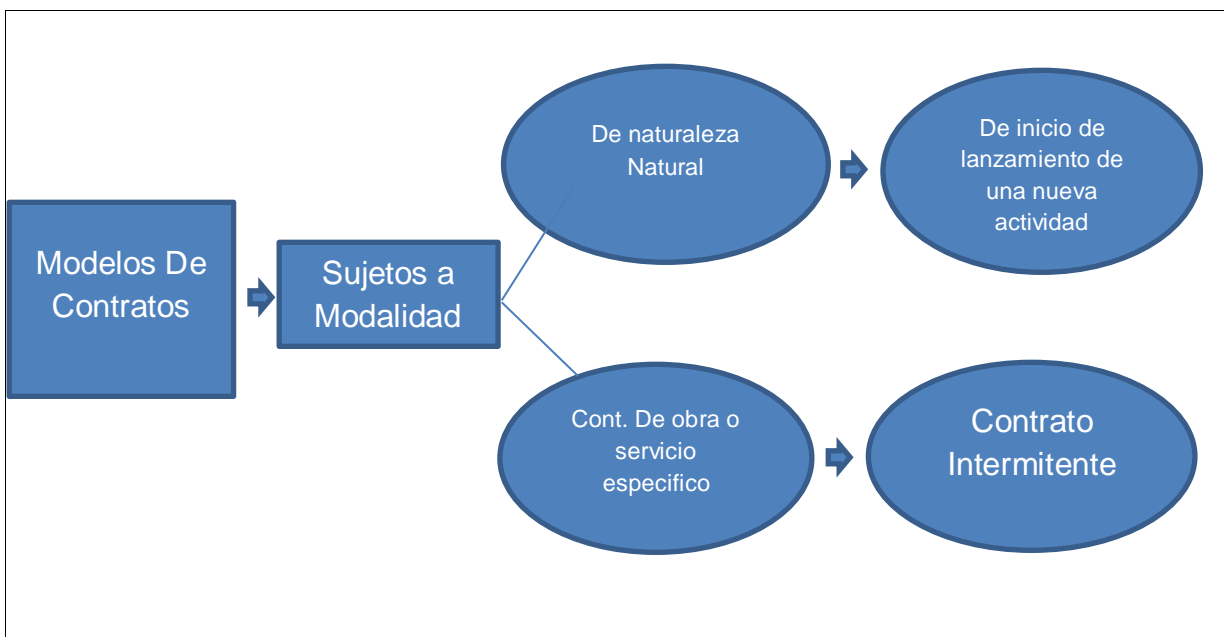 Modelos De
Contratos
Sujetos a
Modalidad
De naturaleza
Natural
De inicio de
lanzamiento de
una nueva
actividad
Cont. De obra o
servicio
especifico
Contrato
Intermitente